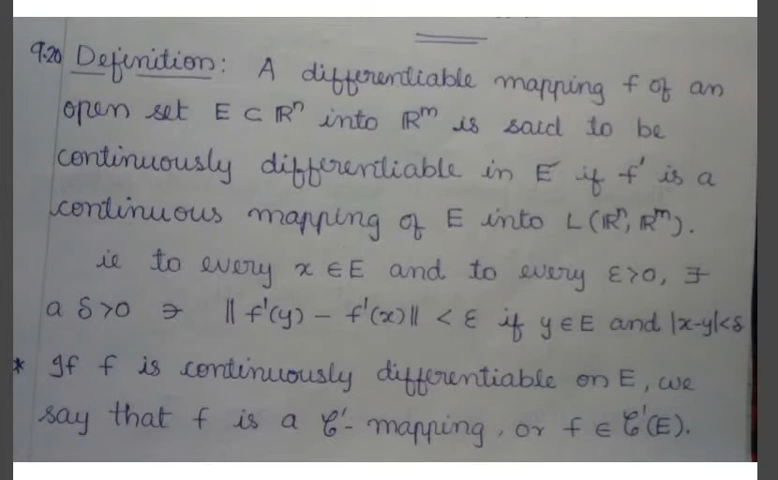 9.20 Definition: A differentiable mapping f of an
open set E ⊂ ℝⁿ into ℝᵐ is said to be
continuously differentiable in E if f' is a
continuous mapping of E into L(ℝⁿ, ℝᵐ).
ie to every x ∈ E and to every ε>0, ∃
a δ>0 ∋ ‖f'(y) - f'(x)‖ < ε if y ∈ E and |x-y|<δ
* If f is continuously differentiable on E, we
say that f is a 𝒞'- mapping, or f ∈ 𝒞'(E).